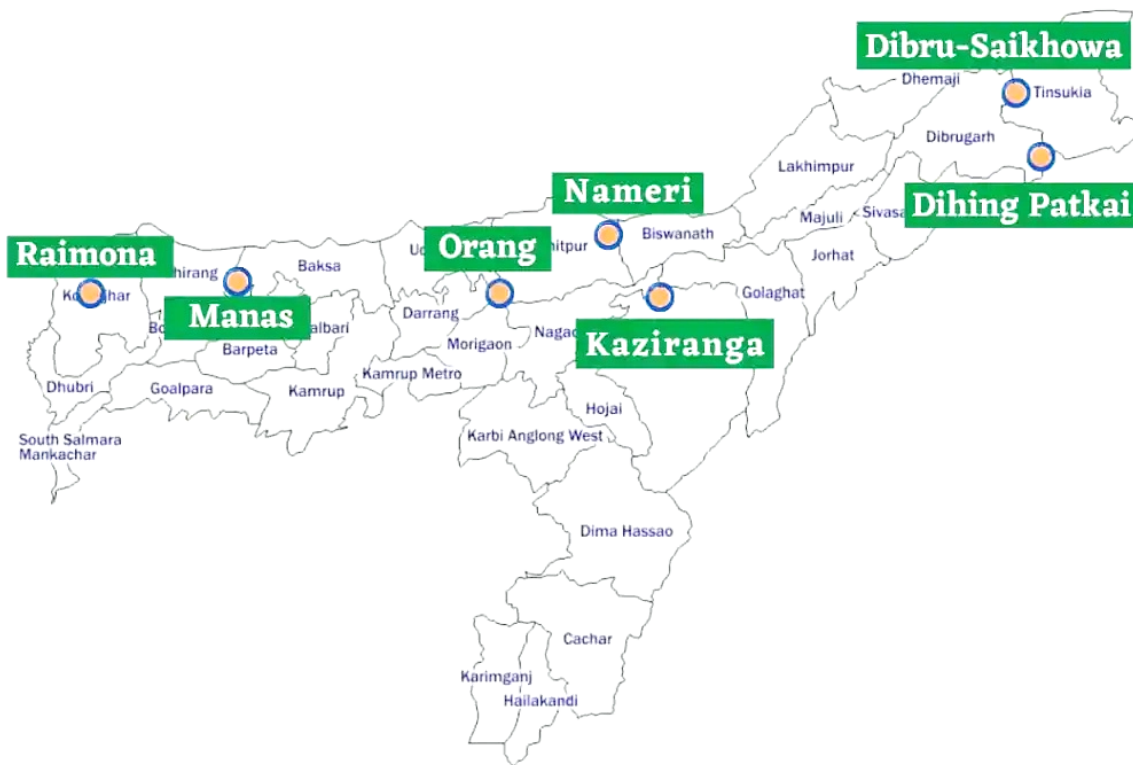 Dibru-Saikhowa
Dhemaji
Tinsukia
Dibrugarh
Lakhimpur
Nameri
Dihing Patkai
Majuli
Biswanath
Orang
Jorhat
Raimona
Baksa
Golaghat
Manas
Darrang
Kaziranga
Morigaon
Barpeta
Kamrup Metro
Dhubri
Goalpara
Kamrup
Hojai
South Salmara
Mankachar
Karbi Anglong West
Dima Hassao
Cachar
Karimganj
Hailakandi